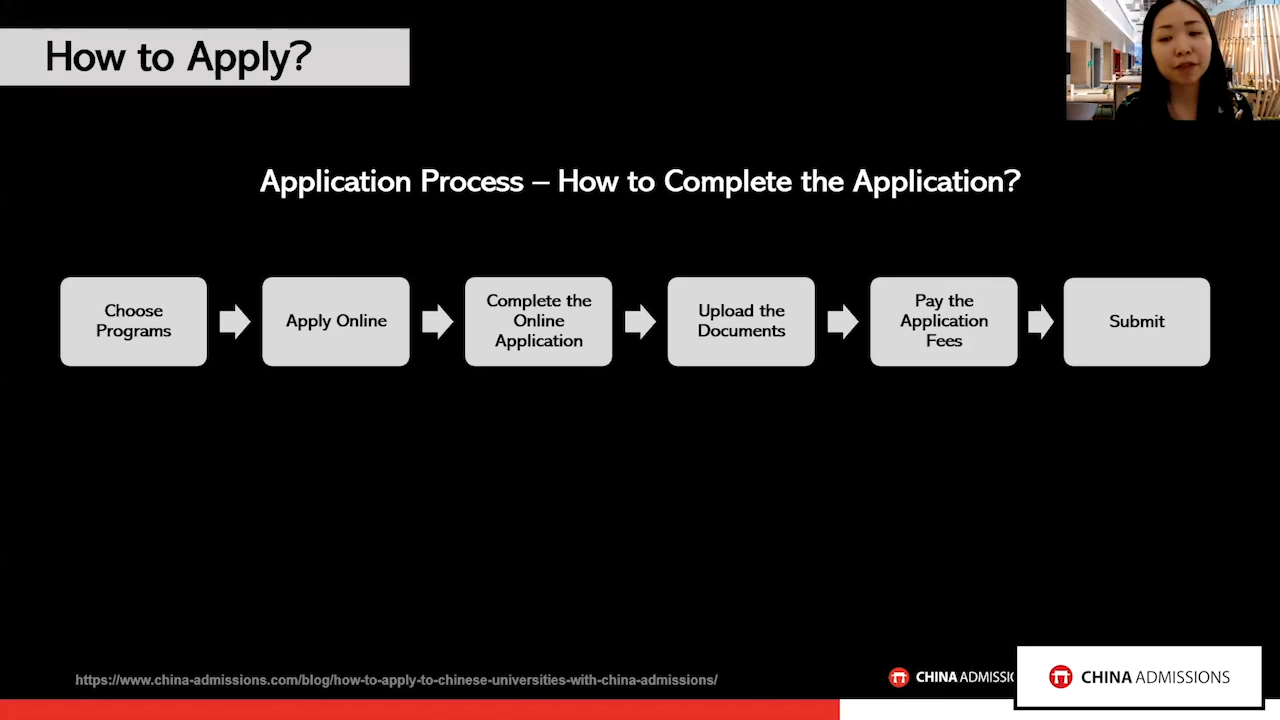 How to Apply?
Application Process – How to Complete the Application?
Choose
Programs
Apply Online
Complete the
Online
Application
Upload the
Documents
Pay the
Application
Fees
Submit
https://www.china-admissions.com/blog/how-to-apply-to-chinese-universities-with-china-admissions/
CHINA ADMISSIO
CHINA ADMISSIONS